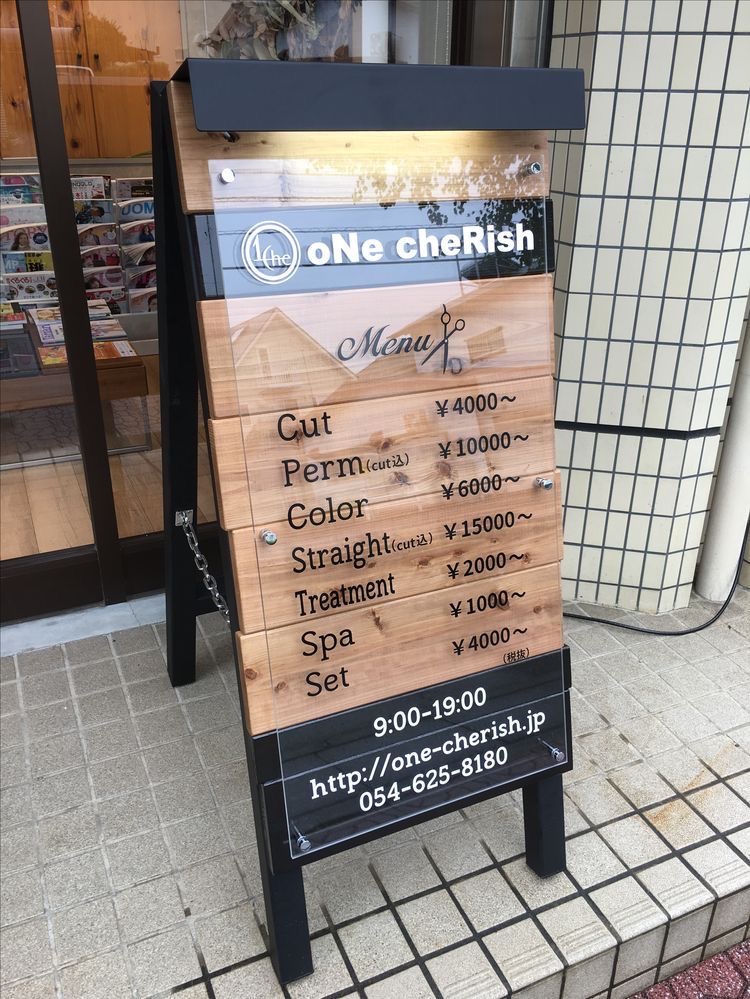 1Che oNe cheRish
Menu
Cut ¥4000～
Perm(cut込) ¥10000～
Color ¥6000～
Straight(cut込) ¥15000～
Treatment ¥2000～
Spa ¥1000～
Set ¥4000～
(税抜)
9:00-19:00
http://one-cherish.jp
054-625-8180